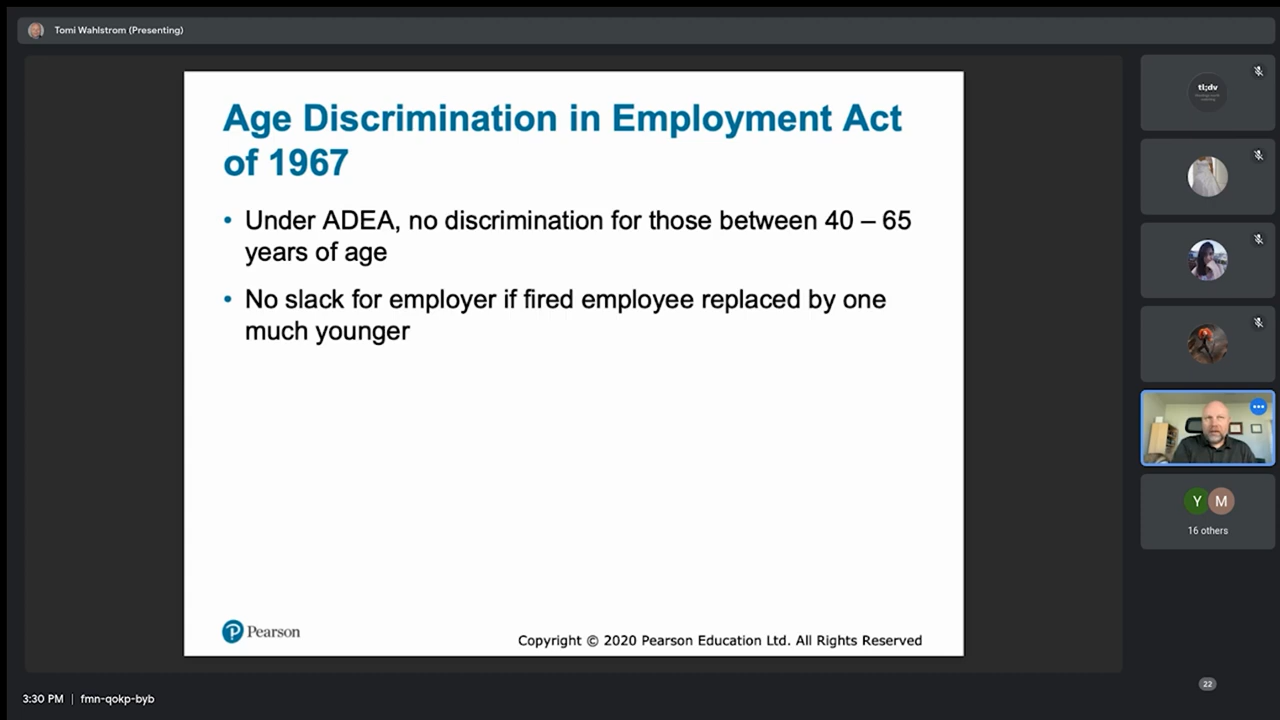 Tomi Wahlstrom (Presenting)
Age Discrimination in Employment Act
of 1967
• Under ADEA, no discrimination for those between 40 – 65
years of age
• No slack for employer if fired employee replaced by one
much younger
Pearson
Copyright © 2020 Pearson Education Ltd. All Rights Reserved
tl;dv
Y M
16 others
3:30 PM | fmn-qokp-byb
22